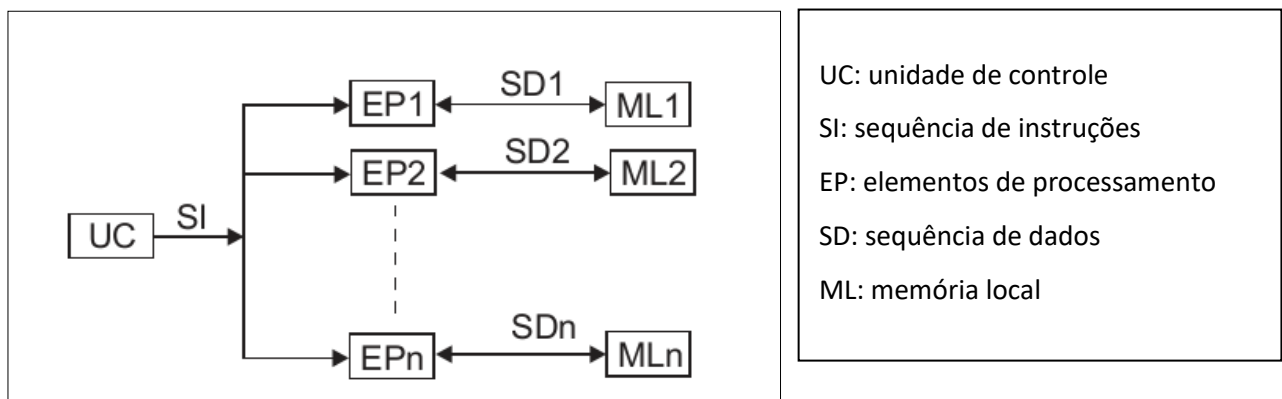 SD1
EP1
ML1
SD2
EP2
ML2
SI
UC
SDn
EPn
MLn
UC: unidade de controle
SI: sequência de instruções
EP: elementos de processamento
SD: sequência de dados
ML: memória local